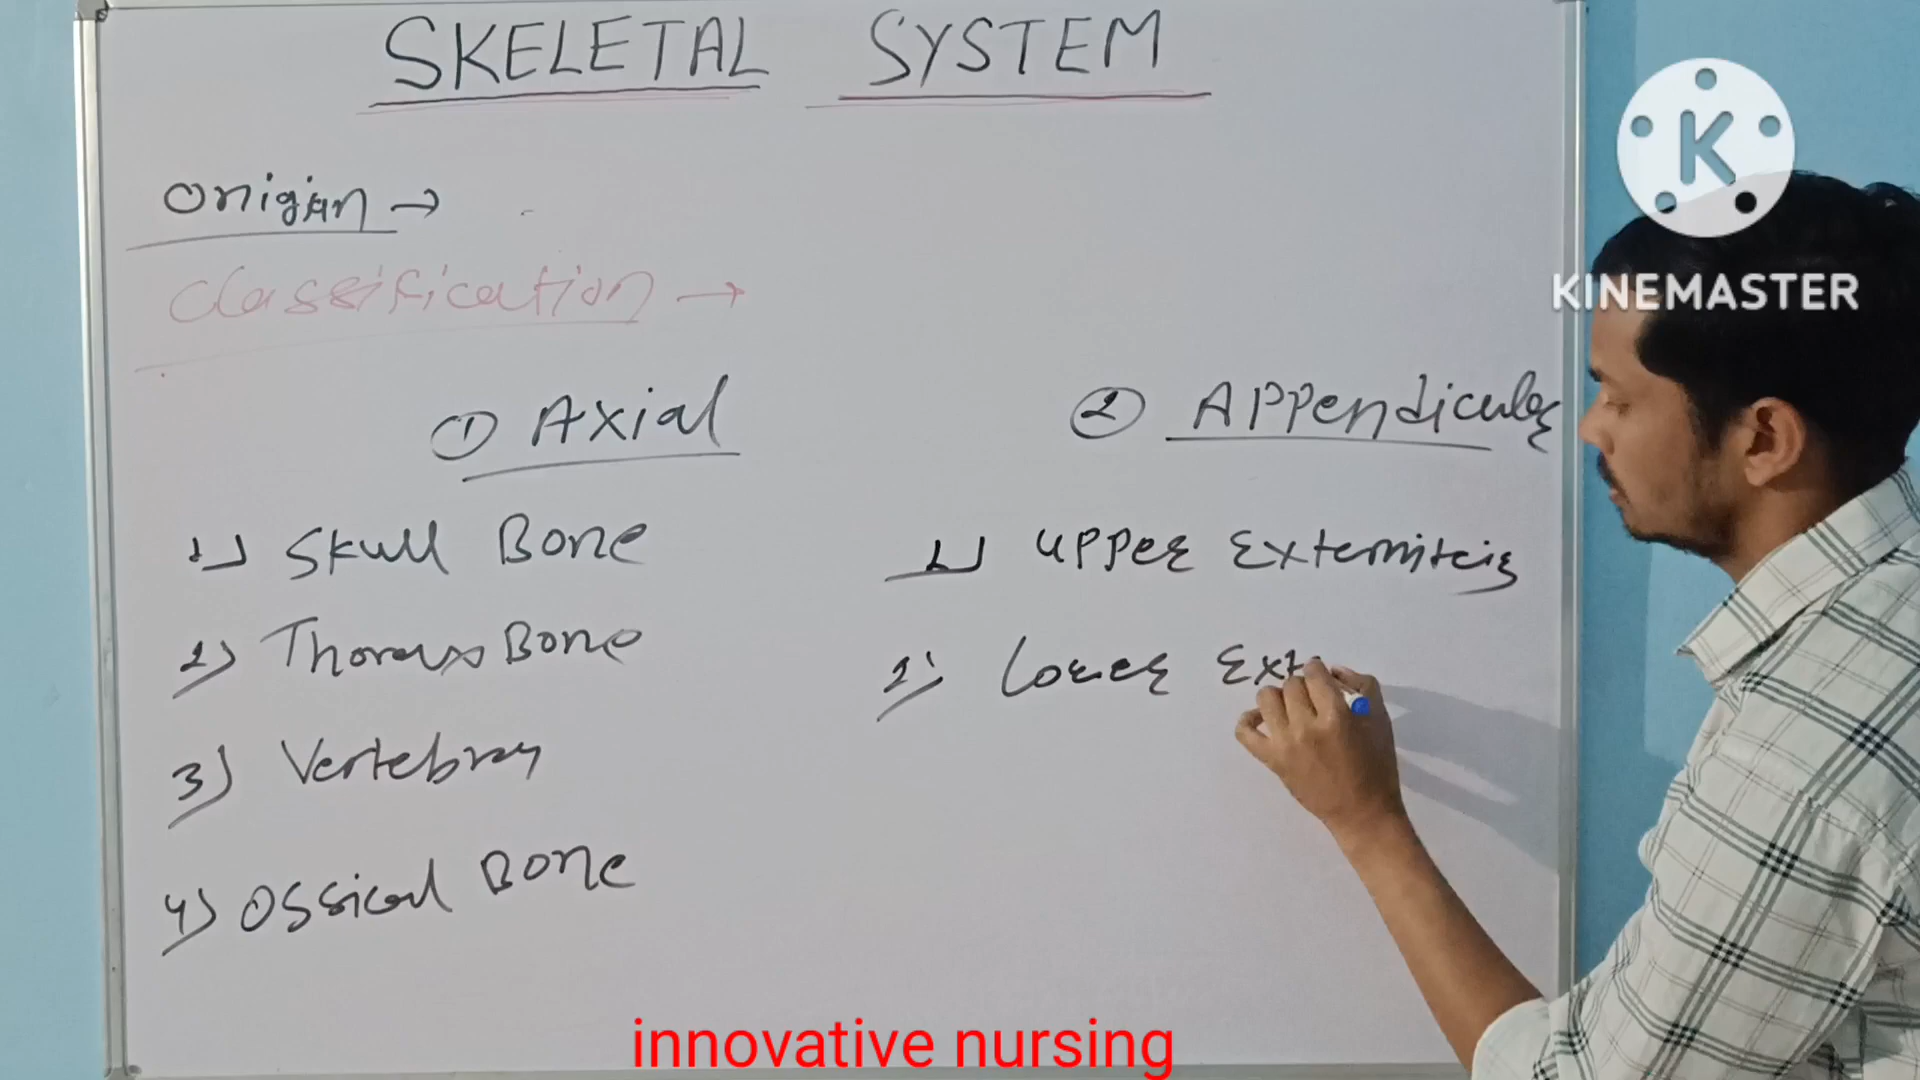 SKELETAL SYSTEM
Origin →
Classification →
① Axial
② Appendicular
1) Skull Bone
1) Upper Extermiteis
2) Thorax Bone
2) Lower Ext
3) Vertebray
4) Ossical Bone
K
KINEMASTER
innovative nursing